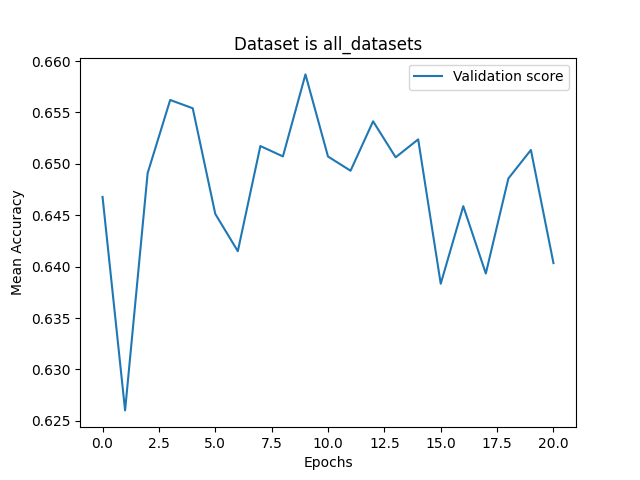 Dataset is all_datasets
Validation score
0.660
0.655
0.650
0.645
0.640
0.635
0.630
0.625
Mean Accuracy
0.0 2.5 5.0 7.5 10.0 12.5 15.0 17.5 20.0
Epochs